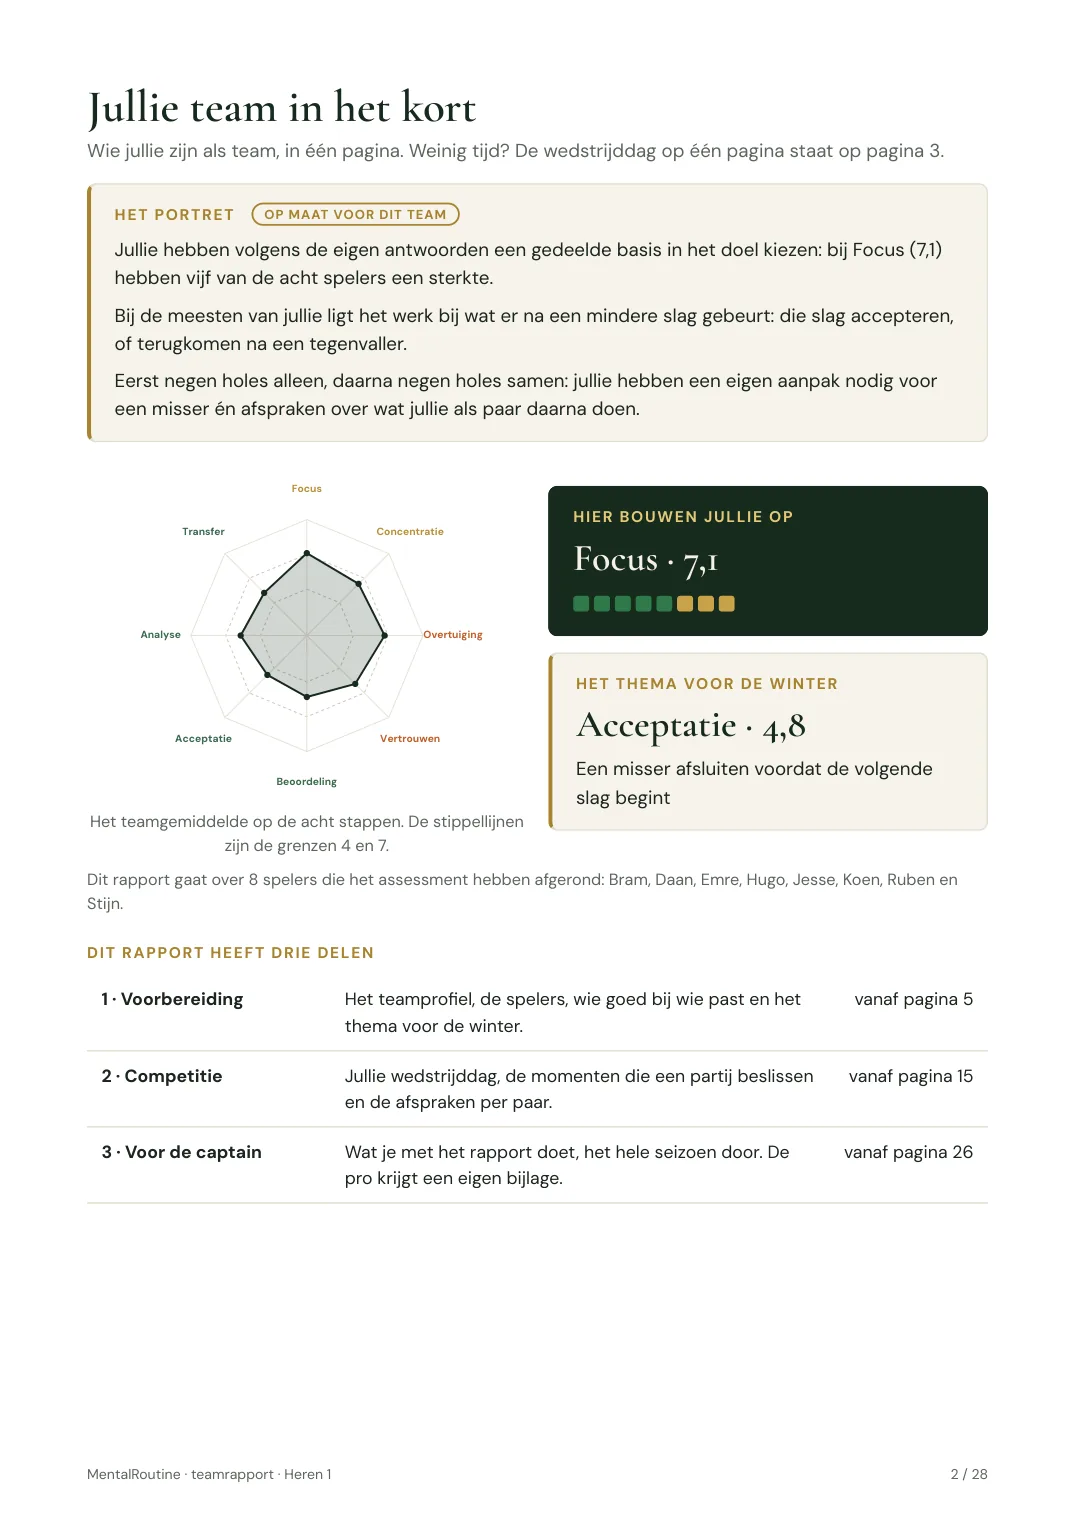 Jullie team in het kort
Wie jullie zijn als team, in één pagina. Weinig tijd? De wedstrijddag op één pagina staat op pagina 3.
HET PORTRET OP MAAT VOOR DIT TEAM
Jullie hebben volgens de eigen antwoorden een gedeelde basis in het doel kiezen: bij Focus (7,1)
hebben vijf van de acht spelers een sterkte.
Bij de meesten van jullie ligt het werk bij wat er na een mindere slag gebeurt: die slag accepteren,
of terugkomen na een tegenvaller.
Eerst negen holes alleen, daarna negen holes samen: jullie hebben een eigen aanpak nodig voor
een misser én afspraken over wat jullie als paar daarna doen.
Focus
Transfer
Concentratie
Analyse
Overtuiging
Acceptatie
Vertrouwen
Beoordeling
Het teamgemiddelde op de acht stappen. De stippellijnen
zijn de grenzen 4 en 7.
HIER BOUWEN JULLIE OP
Focus · 7,1
HET THEMA VOOR DE WINTER
Acceptatie · 4,8
Een misser afsluiten voordat de volgende
slag begint
Dit rapport gaat over 8 spelers die het assessment hebben afgerond: Bram, Daan, Emre, Hugo, Jesse, Koen, Ruben en
Stijn.
DIT RAPPORT HEEFT DRIE DELEN
1 · Voorbereiding
Het teamprofiel, de spelers, wie goed bij wie past en het
thema voor de winter.
vanaf pagina 5
2 · Competitie
Jullie wedstrijddag, de momenten die een partij beslissen
en de afspraken per paar.
vanaf pagina 15
3 · Voor de captain
Wat je met het rapport doet, het hele seizoen door. De
pro krijgt een eigen bijlage.
vanaf pagina 26
MentalRoutine · teamrapport · Heren 1
2 / 28